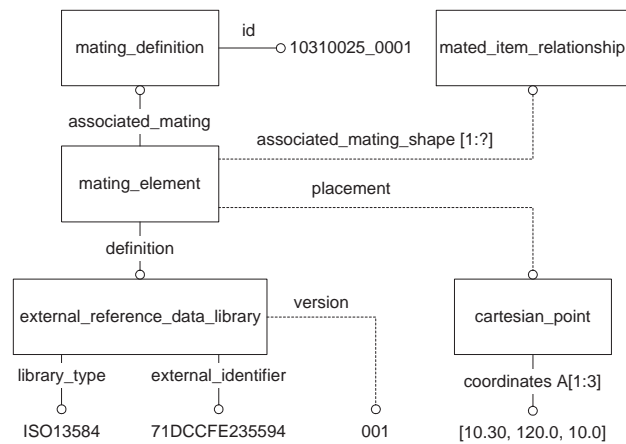 id
mating_definition
10310025_0001
mated_item_relationship
associated_mating
associated_mating_shape [1:?]
mating_element
placement
definition
version
external_reference_data_library
cartesian_point
library_type
external_identifier
coordinates A[1:3]
ISO13584
71DCCFE235594
001
[10.30, 120.0, 10.0]